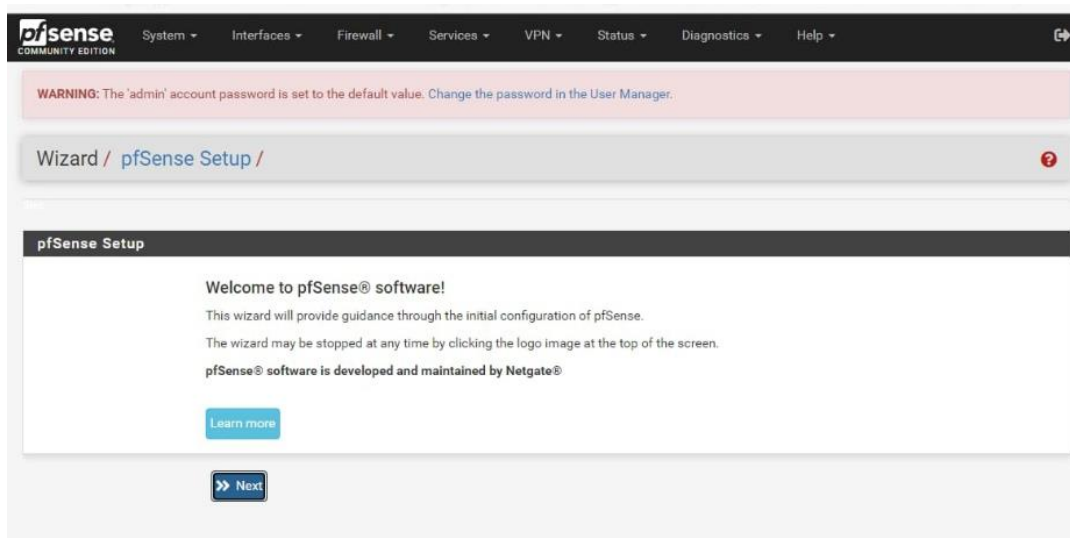 pfsense
COMMUNITY EDITION
System
Interfaces
Firewall
Services
VPN
Status
Diagnostics
Help
WARNING: The 'admin' account password is set to the default value. Change the password in the User Manager.
Wizard / pfSense Setup /
pfSense Setup
Welcome to pfSense® software!
This wizard will provide guidance through the initial configuration of pfSense.
The wizard may be stopped at any time by clicking the logo image at the top of the screen.
pfSense® software is developed and maintained by Netgate®
Learn more
Next